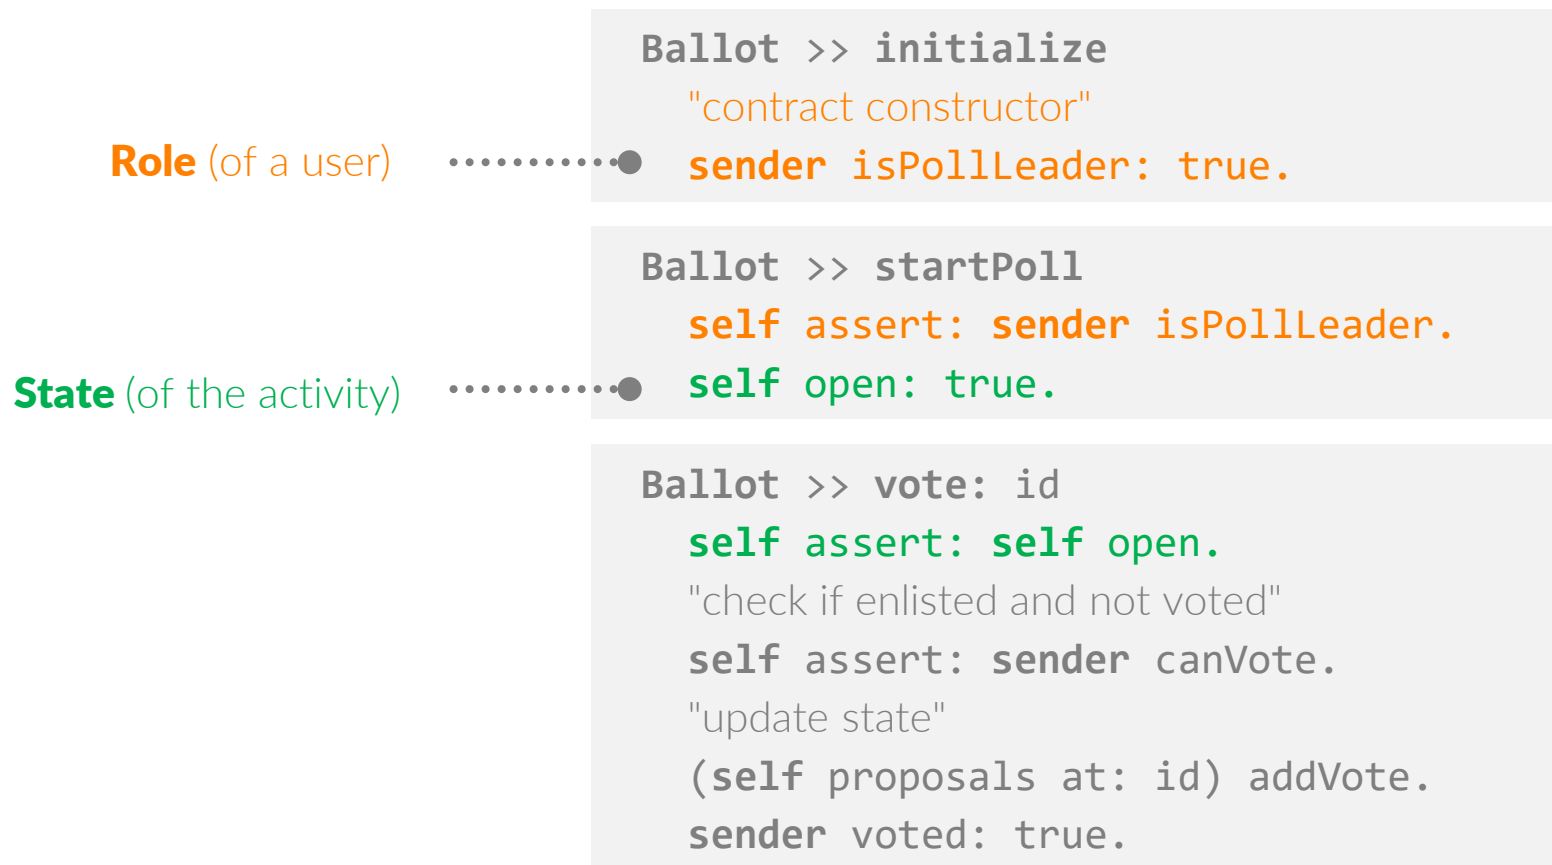 Ballot >> initialize
"contract constructor"
Role (of a user)
sender isPollLeader: true.
Ballot >> startPoll
self assert: sender isPollLeader.
State (of the activity)
self open: true.
Ballot >> vote: id
self assert: self open.
"check if enlisted and not voted"
self assert: sender canVote.
"update state"
(self proposals at: id) addVote.
sender voted: true.